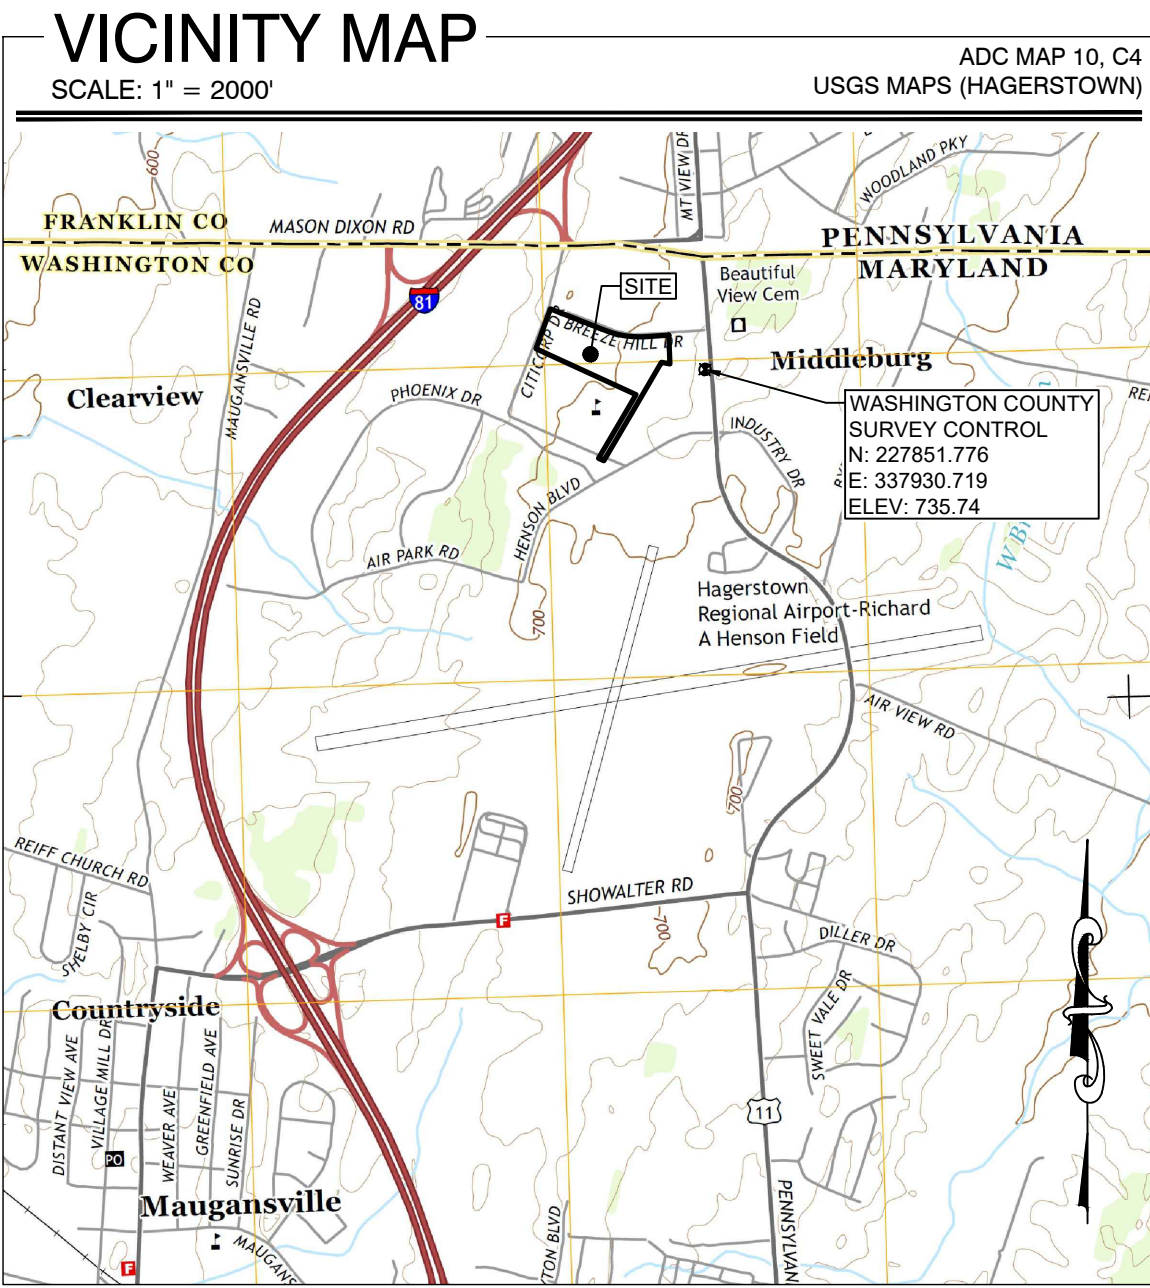 VICINITY MAP
SCALE: 1" = 2000'
ADC MAP 10, C4
USGS MAPS (HAGERSTOWN)
600
MT VIEW DR
WOODLAND PKY
FRANKLIN CO
MASON DIXON RD
PENNSYLVANIA
WASHINGTON CO
MARYLAND
Beautiful
View Cem
SITE
81
MAUGANSVILLE RD
CITICORP D
BREEZE HILL DR
Middleburg
Clearview
PHOENIX DR
WASHINGTON COUNTY
SURVEY CONTROL
N: 227851.776
E: 337930.719
ELEV: 735.74
INDUSTRY DR
HENSON BLVD
AIR PARK RD
700
Hagerstown
Regional Airport-Richard
A Henson Field
AIR VIEW RD
700
REIFF CHURCH RD
SHELBY CIR
SHOWALTER RD
F
700
DILLER DR
SWEET VALE DR
Countryside
DISTANT VIEW AVE
VILLAGE MILL DR
WEAVER AVE
GREENFIELD AVE
SUNRISE DR
PO
11
Maugansville
MAUGANS
F
TON BLVD
PENNSYLVAN